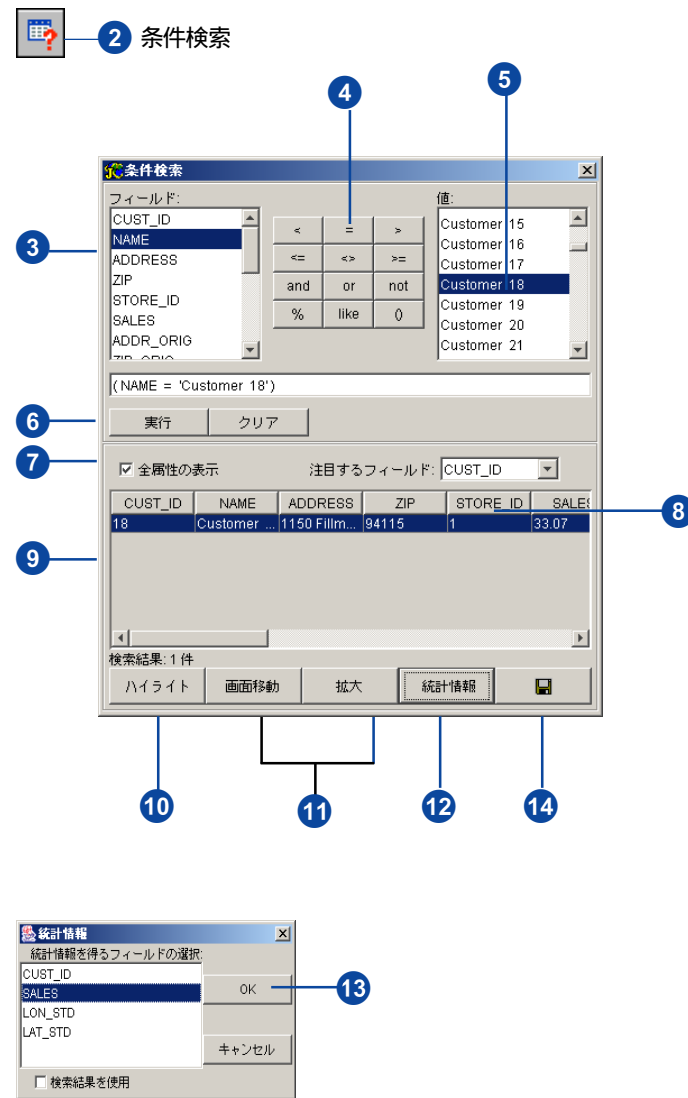 2 条件検索
4
5
条件検索
フィールド:
値:
3
CUST_ID
NAME
ADDRESS
ZIP
STORE_ID
SALES
ADDR_ORIG
ZIP_ORIG
< = >
<= <> >=
and or not
% like ()
Customer 15
Customer 16
Customer 17
Customer 18
Customer 19
Customer 20
Customer 21
(NAME = 'Customer 18')
6
実行 クリア
7
全属性の表示 注目するフィールド: CUST_ID
CUST_ID NAME ADDRESS ZIP STORE_ID SALES
8
18 Customer ... 1150 Fillm... 94115 1 33.07
9
検索結果: 1 件
ハイライト 画面移動 拡大 統計情報
10 11 12 14
統計情報
統計情報を得るフィールドの選択:
CUST_ID
SALES
LON_STD
LAT_STD
OK
13
キャンセル
検索結果を使用